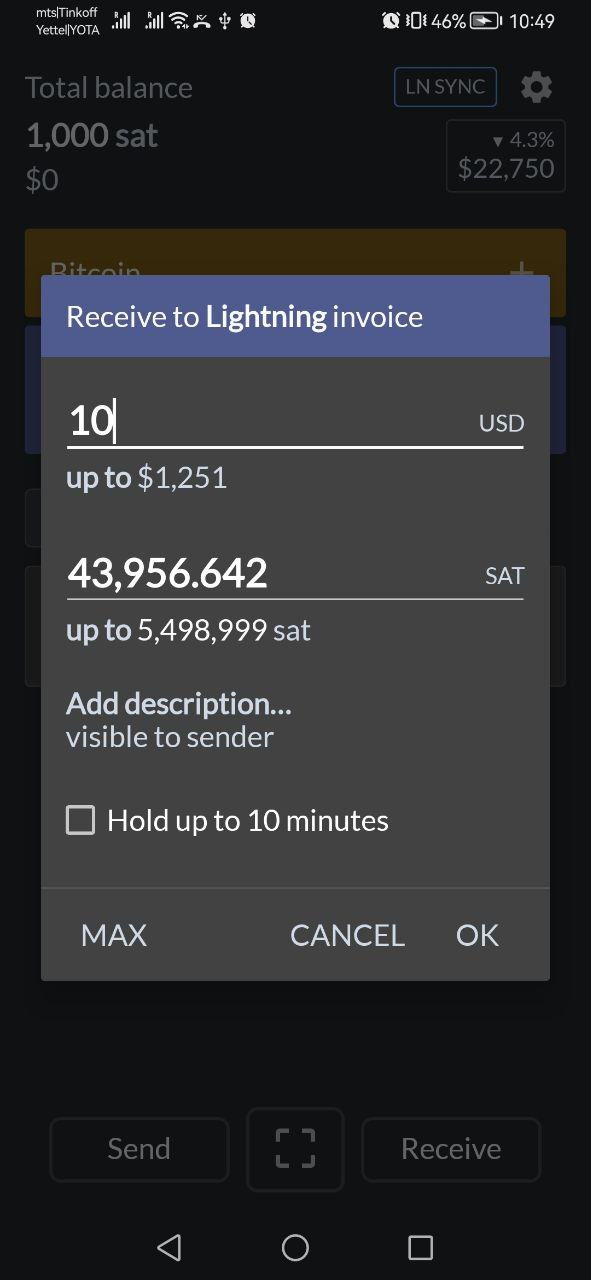 mts|Tinkoff
Yettel|YOTA
46%
10:49
Total balance
LN SYNC
1,000 sat
▼ 4.3%
$0
$22,750
Bitcoin
+
Receive to Lightning invoice
10
USD
up to $1,251
43,956.642
SAT
up to 5,498,999 sat
Add description...
visible to sender
Hold up to 10 minutes
MAX
CANCEL
OK
Send
Receive